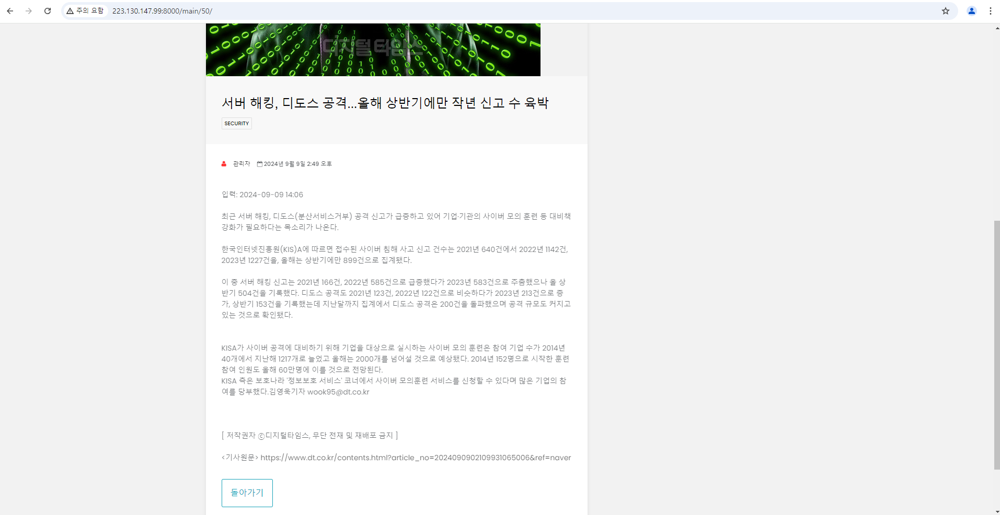 주의 요함
223.130.147.99:8000/main/50/
디지털타임스
서버 해킹, 디도스 공격...올해 상반기에만 작년 신고 수 육박
SECURITY
관리자 2024년 9월 9일 2:49 오후
입력: 2024-09-09 14:06
최근 서버 해킹, 디도스(분산서비스거부) 공격 신고가 급증하고 있어 기업·기관의 사이버 모의 훈련 등 대비책
강화가 필요하다는 목소리가 나온다.
한국인터넷진흥원(KIS)A에 따르면 접수된 사이버 침해 사고 신고 건수는 2021년 640건에서 2022년 1142건,
2023년 1227건을, 올해는 상반기에만 899건으로 집계됐다.
이 중 서버 해킹 신고는 2021년 166건, 2022년 585건으로 급증했다가 2023년 583건으로 주춤했으나 올 상
반기 504건을 기록했다. 디도스 공격도 2021년 123건, 2022년 122건으로 비슷하다가 2023년 213건으로 증
가, 상반기 153건을 기록했는데 지난달까지 집계에서 디도스 공격은 200건을 돌파했으며 공격 규모도 커지고
있는 것으로 확인됐다.
KISA가 사이버 공격에 대비하기 위해 기업을 대상으로 실시하는 사이버 모의 훈련은 참여 기업 수가 2014년
40개에서 지난해 1217개로 늘었고 올해는 2000개를 넘어설 것으로 예상됐다. 2014년 152명으로 시작한 훈련
참여 인원도 올해 60만명에 이를 것으로 전망된다.
KISA 측은 보호나라 '정보보호 서비스' 코너에서 사이버 모의훈련 서비스를 신청할 수 있다며 많은 기업의 참
여를 당부했다.김영욱기자 wook95@dt.co.kr
[ 저작권자 ⓒ디지털타임스, 무단 전재 및 재배포 금지 ]
<기사원문> https://www.dt.co.kr/contents.html?article_no=2024090902109931065006&ref=naver
돌아가기